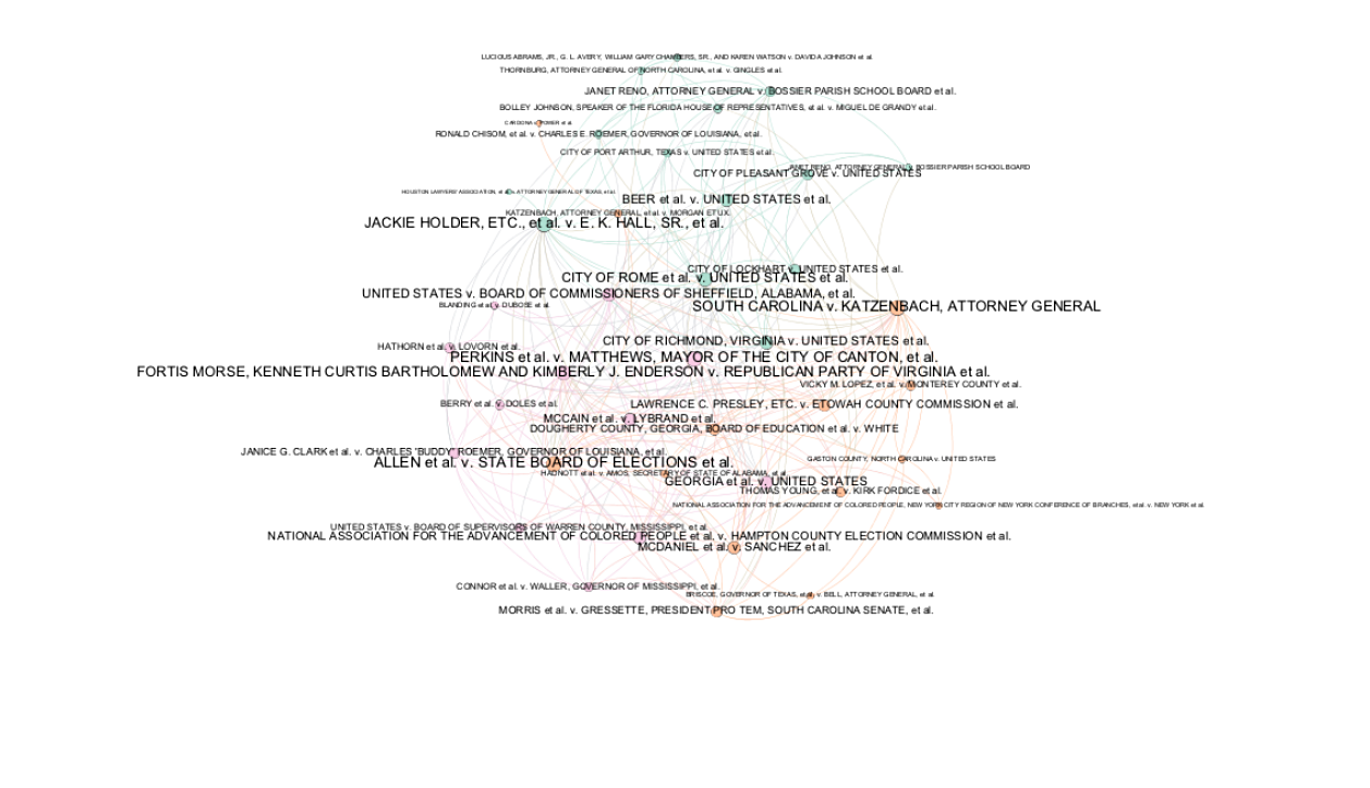 LUCIOUS ABRAMS, JR., G. L. AVERY, WILLIAM GARY CHAMBERS, SR., AND KAREN WATSON v. DAVIDA JOHNSON et al.
THORNBURG, ATTORNEY GENERAL OF NORTH CAROLINA, et al. v. GINGLES et al.
JANET RENO, ATTORNEY GENERAL v. BOSSIER PARISH SCHOOL BOARD et al.
BOLLEY JOHNSON, SPEAKER OF THE FLORIDA HOUSE OF REPRESENTATIVES, et al. v. MIGUEL DE GRANDY et al.
CARDONA v. POWER et al.
RONALD CHISOM, et al. v. CHARLES E. ROEMER, GOVERNOR OF LOUISIANA, et al.
CITY OF PORT ARTHUR, TEXAS v. UNITED STATES et al.
JANET RENO, ATTORNEY GENERAL v. BOSSIER PARISH SCHOOL BOARD
CITY OF PLEASANT GROVE v. UNITED STATES
HOUSTON LAWYERS' ASSOCIATION, et al. v. ATTORNEY GENERAL OF TEXAS, et al.
BEER et al. v. UNITED STATES et al.
KATZENBACH, ATTORNEY GENERAL, et al. v. MORGAN ET UX.
JACKIE HOLDER, ETC., et al. v. E. K. HALL, SR., et al.
CITY OF LOCKHART v. UNITED STATES et al.
CITY OF ROME et al. v. UNITED STATES et al.
UNITED STATES v. BOARD OF COMMISSIONERS OF SHEFFIELD, ALABAMA, et al.
BLANDING et al. v. DUBOSE et al.
SOUTH CAROLINA v. KATZENBACH, ATTORNEY GENERAL
CITY OF RICHMOND, VIRGINIA v. UNITED STATES et al.
HATHORN et al. v. LOVORN et al.
PERKINS et al. v. MATTHEWS, MAYOR OF THE CITY OF CANTON, et al.
FORTIS MORSE, KENNETH CURTIS BARTHOLOMEW AND KIMBERLY J. ENDERSON v. REPUBLICAN PARTY OF VIRGINIA et al.
VICKY M. LOPEZ, et al. v. MONTEREY COUNTY et al.
BERRY et al. v. DOLES et al.
LAWRENCE C. PRESLEY, ETC. v. ETOWAH COUNTY COMMISSION et al.
MCCAIN et al. v. LYBRAND et al.
DOUGHERTY COUNTY, GEORGIA, BOARD OF EDUCATION et al. v. WHITE
JANICE G. CLARK et al. v. CHARLES "BUDDY" ROEMER, GOVERNOR OF LOUISIANA, et al.
GASTON COUNTY, NORTH CAROLINA v. UNITED STATES
ALLEN et al. v. STATE BOARD OF ELECTIONS et al.
HADNOTT et al. v. AMOS, SECRETARY OF STATE OF ALABAMA, et al.
GEORGIA et al. v. UNITED STATES
THOMAS YOUNG, et al. v. KIRK FORDICE et al.
NATIONAL ASSOCIATION FOR THE ADVANCEMENT OF COLORED PEOPLE, NEW YORK CITY REGION OF NEW YORK CONFERENCE OF BRANCHES, et al. v. NEW YORK et al.
UNITED STATES v. BOARD OF SUPERVISORS OF WARREN COUNTY, MISSISSIPPI, et al.
NATIONAL ASSOCIATION FOR THE ADVANCEMENT OF COLORED PEOPLE et al. v. HAMPTON COUNTY ELECTION COMMISSION et al.
MCDANIEL et al. v. SANCHEZ et al.
CONNOR et al. v. WALLER, GOVERNOR OF MISSISSIPPI, et al.
BRISCOE, GOVERNOR OF TEXAS, et al. v. BELL, ATTORNEY GENERAL, et al.
MORRIS et al. v. GRESSETTE, PRESIDENT PRO TEM, SOUTH CAROLINA SENATE, et al.